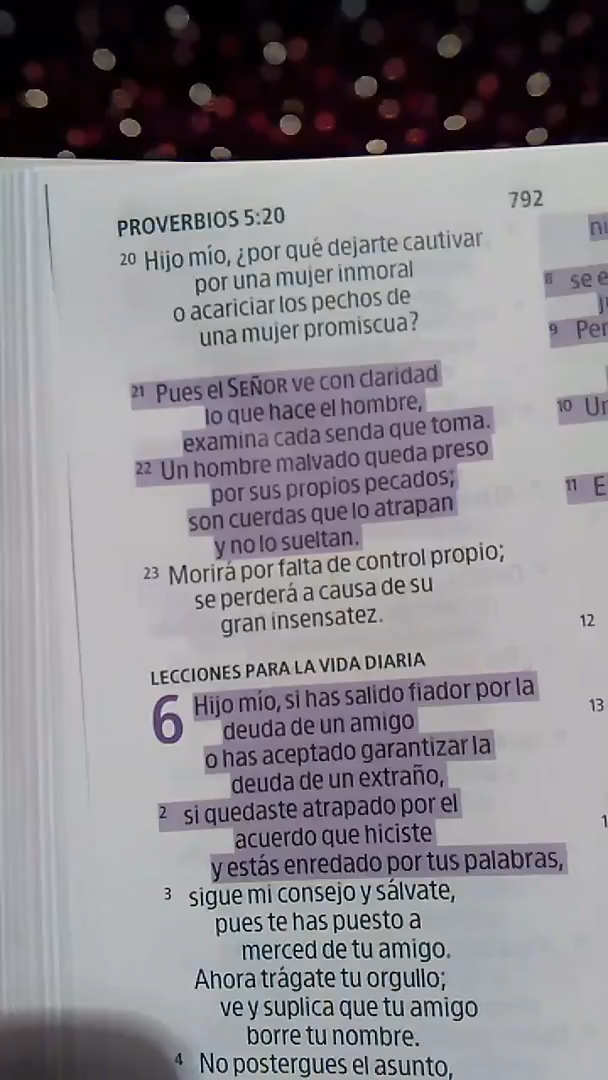 PROVERBIOS 5:20
792
20 Hijo mío, ¿por qué dejarte cautivar
por una mujer inmoral
o acariciar los pechos de
una mujer promiscua?
21 Pues el SEÑOR ve con claridad
lo que hace el hombre,
examina cada senda que toma.
22 Un hombre malvado queda preso
por sus propios pecados;
son cuerdas que lo atrapan
y no lo sueltan.
23 Morirá por falta de control propio;
se perderá a causa de su
gran insensatez.
LECCIONES PARA LA VIDA DIARIA
6 Hijo mío, si has salido fiador por la
deuda de un amigo
o has aceptado garantizar la
deuda de un extraño,
2 si quedaste atrapado por el
acuerdo que hiciste
y estás enredado por tus palabras,
3 sigue mi consejo y sálvate,
pues te has puesto a
merced de tu amigo.
Ahora trágate tu orgullo;
ve y suplica que tu amigo
borre tu nombre.
4 No postergues el asunto,
8 se
9
10
11
12
13